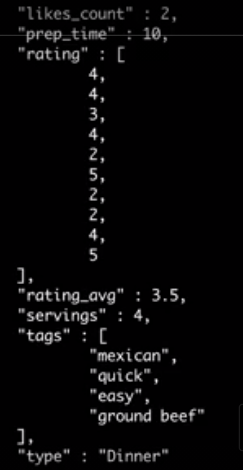 "likes_count" : 2,
"prep_time" : 10,
"rating" : [
4,
4,
3,
4,
2,
5,
2,
2,
4,
5
],
"rating_avg" : 3.5,
"servings" : 4,
"tags" : [
"mexican",
"quick",
"easy",
"ground beef"
],
"type" : "Dinner"